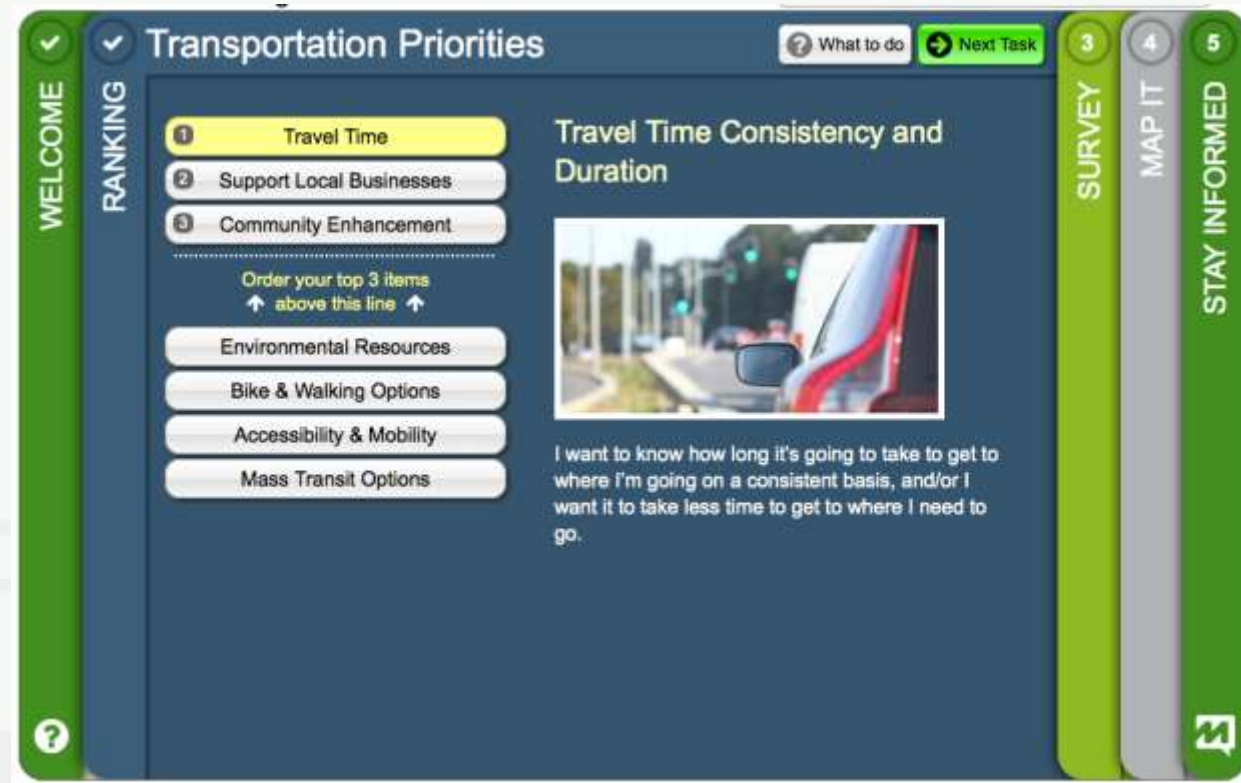 WELCOME
RANKING
Transportation Priorities
? What to do
Next Task
1 Travel Time
2 Support Local Businesses
3 Community Enhancement
Order your top 3 items
↑ above this line ↑
Environmental Resources
Bike & Walking Options
Accessibility & Mobility
Mass Transit Options
Travel Time Consistency and
Duration
I want to know how long it's going to take to get to
where I'm going on a consistent basis, and/or I
want it to take less time to get to where I need to
go.
3
SURVEY
4
MAP IT
5
STAY INFORMED
?